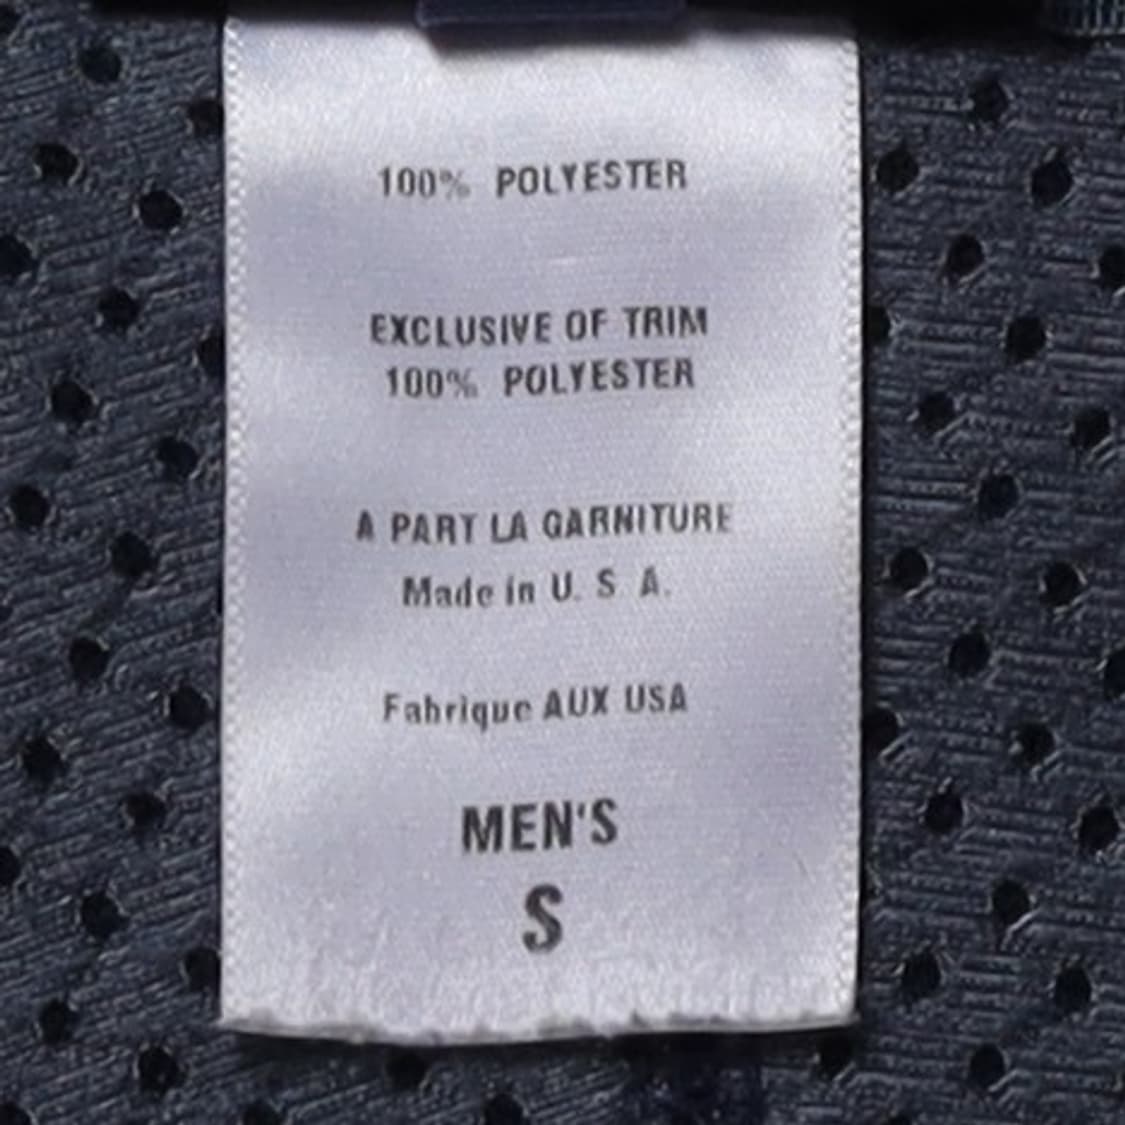 100% POLYESTER
EXCLUSIVE OF TRIM
100% POLYESTER
A PART LA GARNITURE
Made in U. S A.
Fabrique AUX USA
MEN'S
S